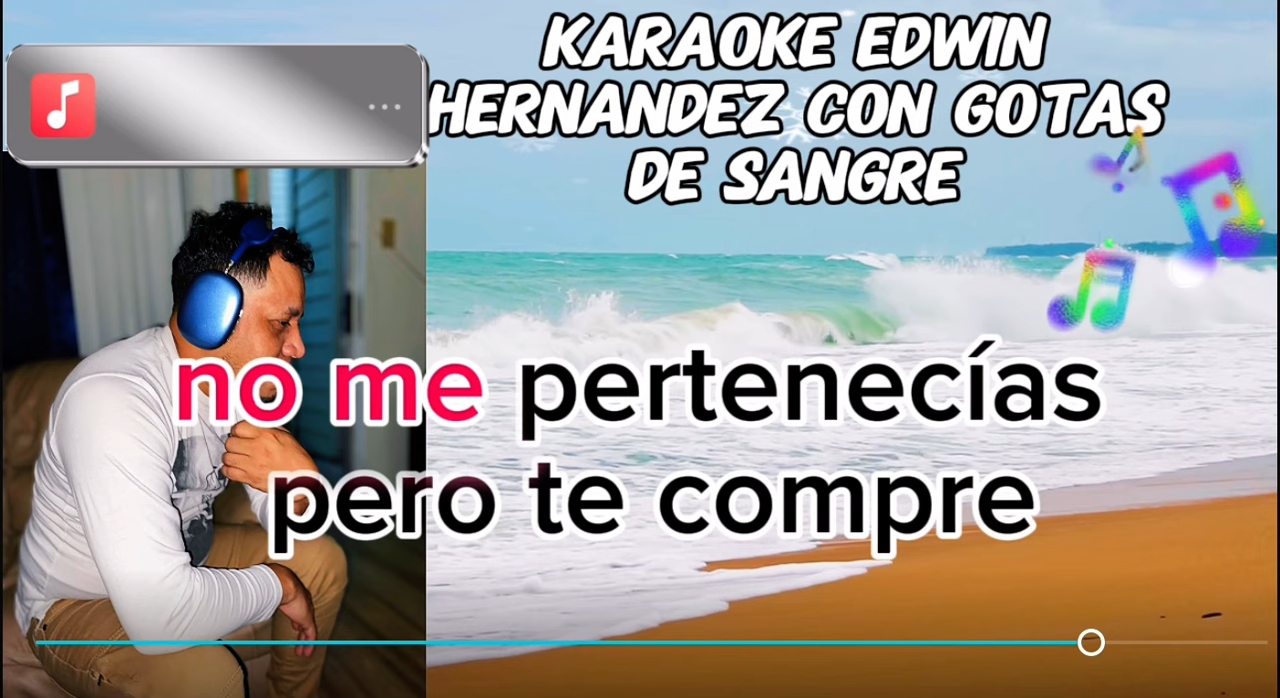 KARAOKE EDWIN
HERNANDEZ CON GOTAS
DE SANGRE
no me pertenecías
pero te compre